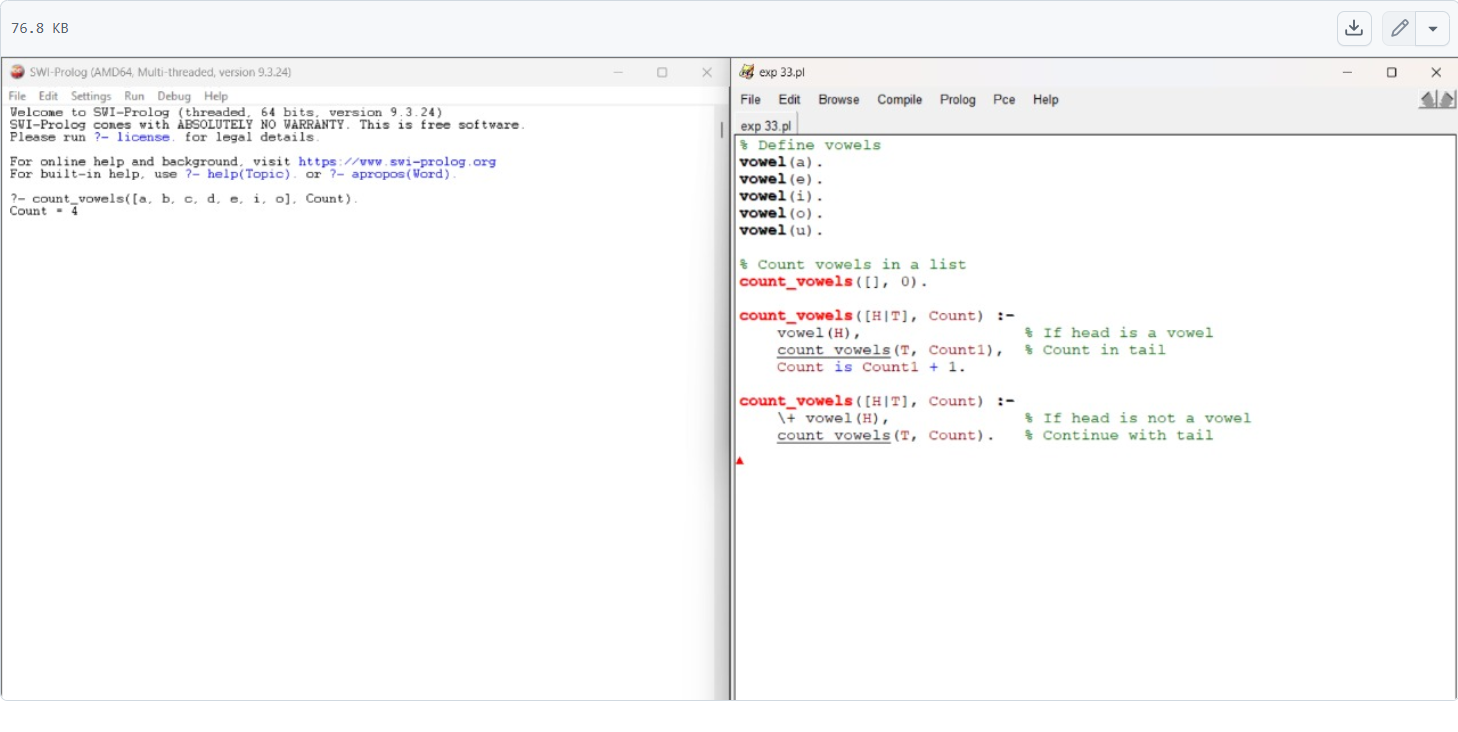 76.8 KB
SWI-Prolog (AMD64, Multi-threaded, version 9.3.24)
File Edit Settings Run Debug Help
Welcome to SWI-Prolog (threaded, 64 bits, version 9.3.24)
SWI-Prolog comes with ABSOLUTELY NO WARRANTY. This is free software.
Please run ?- license. for legal details.
For online help and background, visit https://www.swi-prolog.org
For built-in help, use ?- help(Topic). or ?- apropos(Word).
?- count_vowels([a, b, c, d, e, i, o], Count).
Count = 4
exp 33.pl
File Edit Browse Compile Prolog Pce Help
exp 33.pl
% Define vowels
vowel(a).
vowel(e).
vowel(i).
vowel(o).
vowel(u).
% Count vowels in a list
count_vowels([], 0).
count_vowels([H|T], Count) :-
vowel(H), % If head is a vowel
count_vowels(T, Count1), % Count in tail
Count is Count1 + 1.
count_vowels([H|T], Count) :-
\+ vowel(H), % If head is not a vowel
count_vowels(T, Count). % Continue with tail